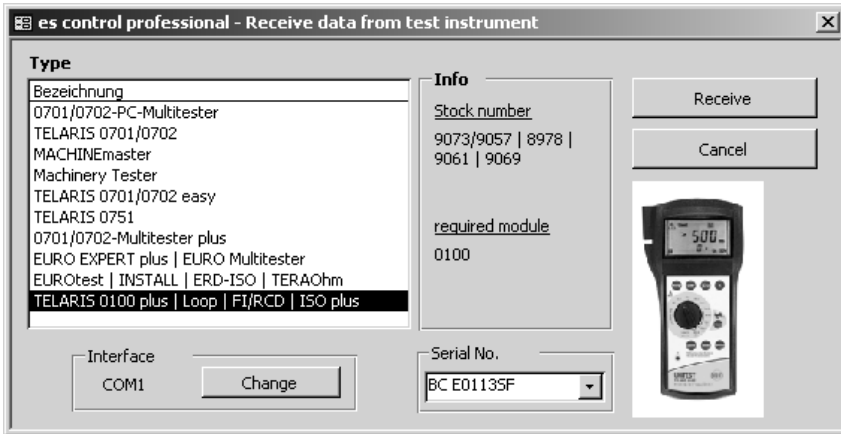 es control professional - Receive data from test instrument
Type
Bezeichnung
0701/0702-PC-Multitester
TELARIS 0701/0702
MACHINEmaster
Machinery Tester
TELARIS 0701/0702 easy
TELARIS 0751
0701/0702-Multitester plus
EURO EXPERT plus | EURO Multitester
EUROtest | INSTALL | ERD-ISO | TERAOhm
TELARIS 0100 plus | Loop | FI/RCD | ISO plus
Info
Stock number
9073/9057 | 8978 |
9061 | 9069
required module
0100
Receive
Cancel
500
UNITEST
Interface
COM1
Change
Serial No.
BC E0113SF